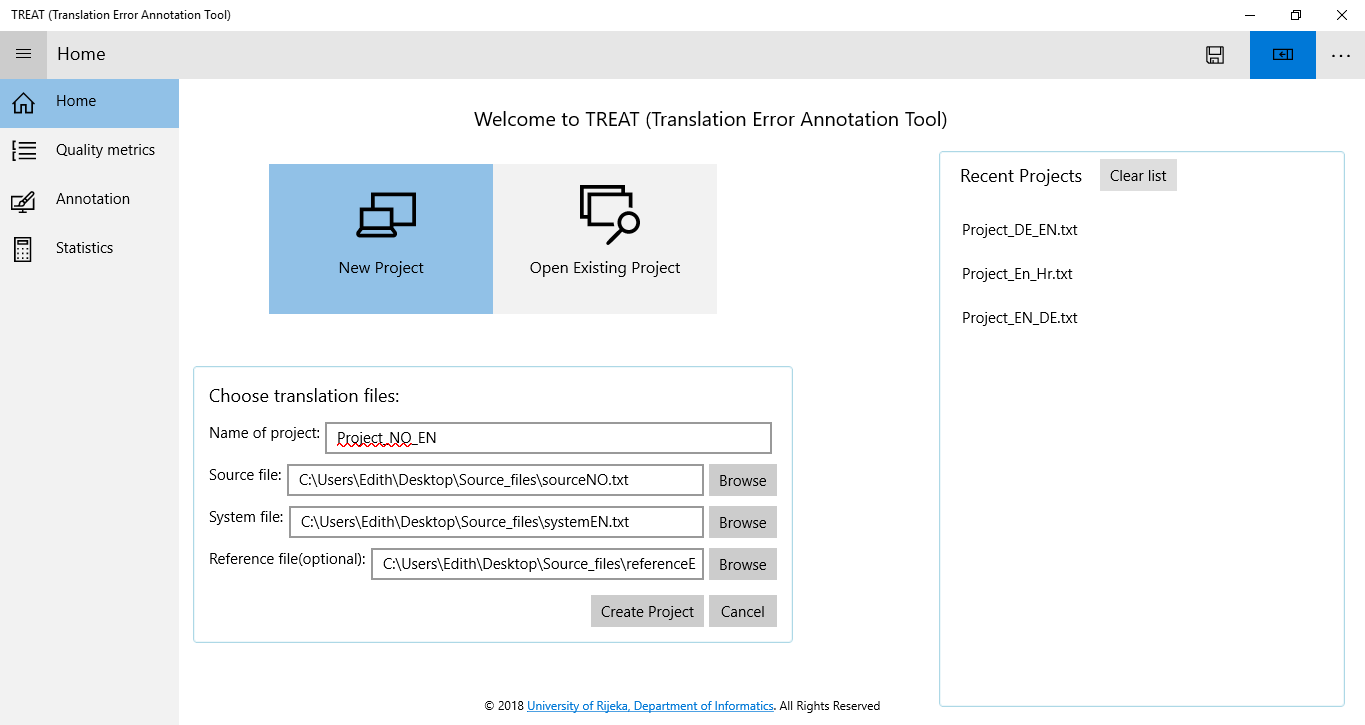 TREAT (Translation Error Annotation Tool)
Home
Home
Quality metrics
Annotation
Statistics
Welcome to TREAT (Translation Error Annotation Tool)
New Project
Open Existing Project
Recent Projects
Clear list
Project_DE_EN.txt
Project_En_Hr.txt
Project_EN_DE.txt
Choose translation files:
Name of project: Project_NO_EN
Source file: C:\Users\Edith\Desktop\Source_files\sourceNO.txt Browse
System file: C:\Users\Edith\Desktop\Source_files\systemEN.txt Browse
Reference file(optional): C:\Users\Edith\Desktop\Source_files\referenceE Browse
Create Project Cancel
© 2018 University of Rijeka, Department of Informatics. All Rights Reserved